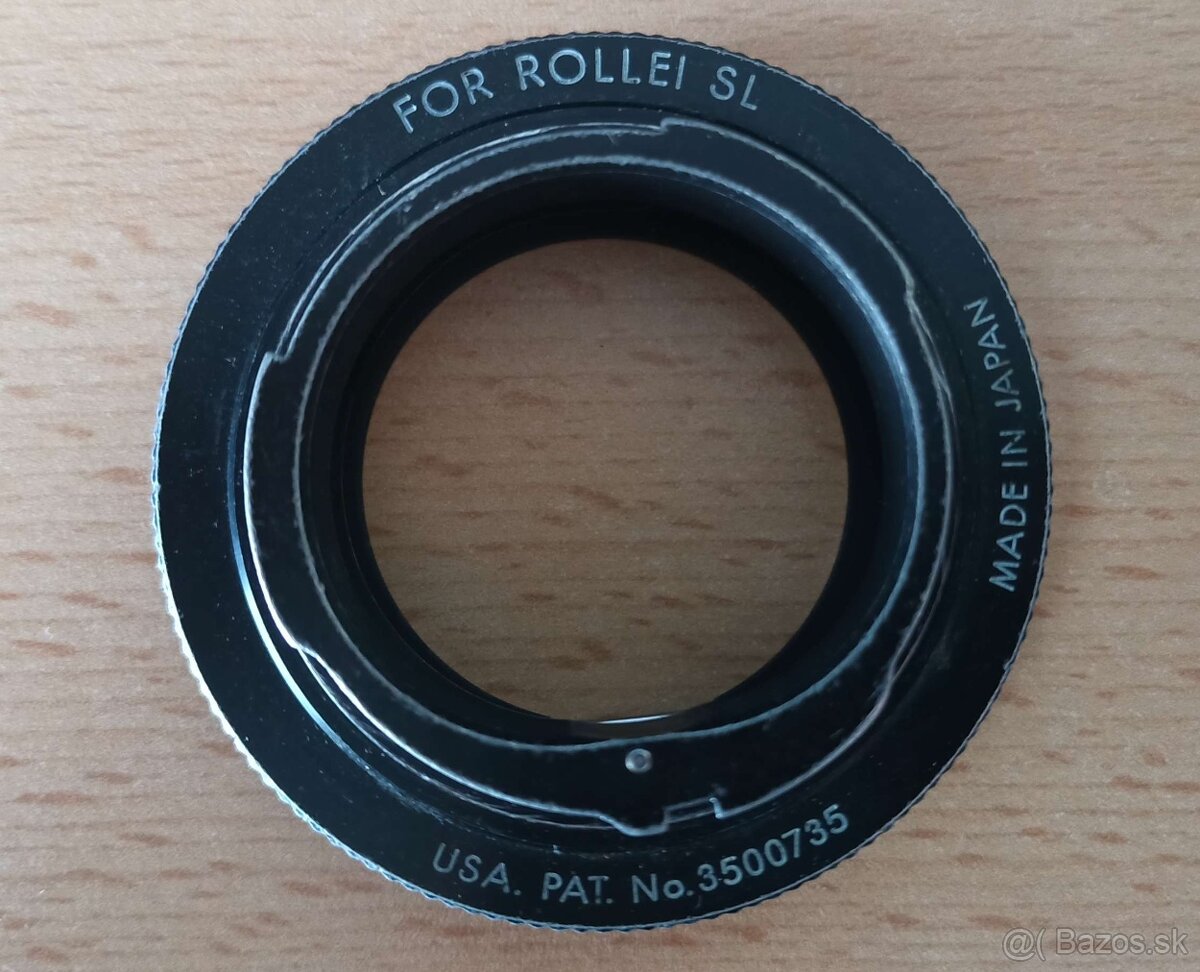 FOR ROLLEI SL
MADE IN JAPAN
USA. PAT. No. 3500735
@( Bazos.sk